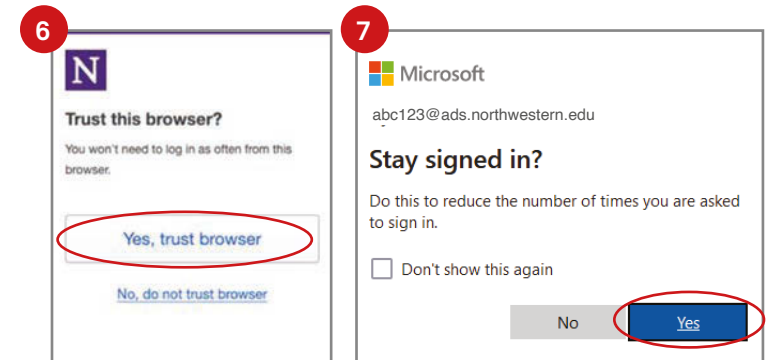 6
N
Trust this browser?
You won't need to log in as often from this
browser.
Yes, trust browser
No, do not trust browser
7
Microsoft
abc123@ads.northwestern.edu
Stay signed in?
Do this to reduce the number of times you are asked
to sign in.
Don't show this again
No
Yes